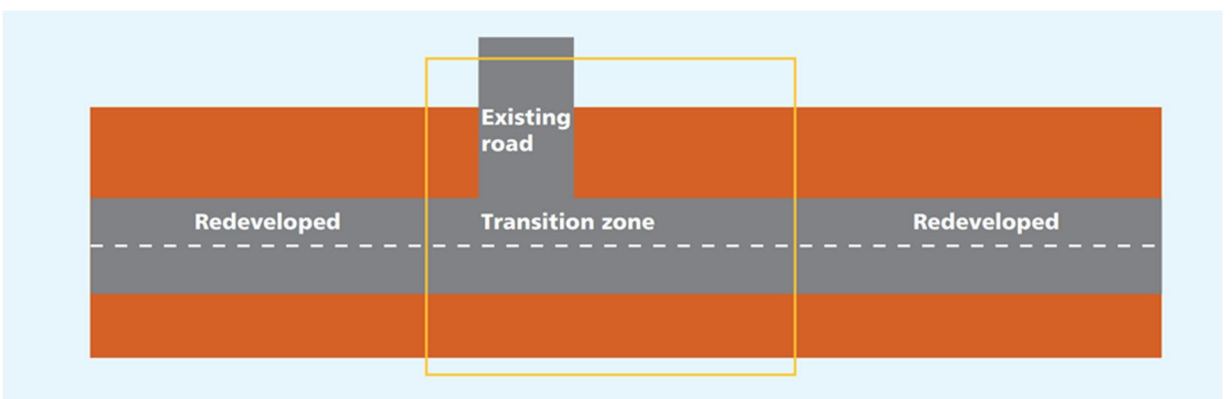 Existing
road
Redeveloped
Transition zone
Redeveloped